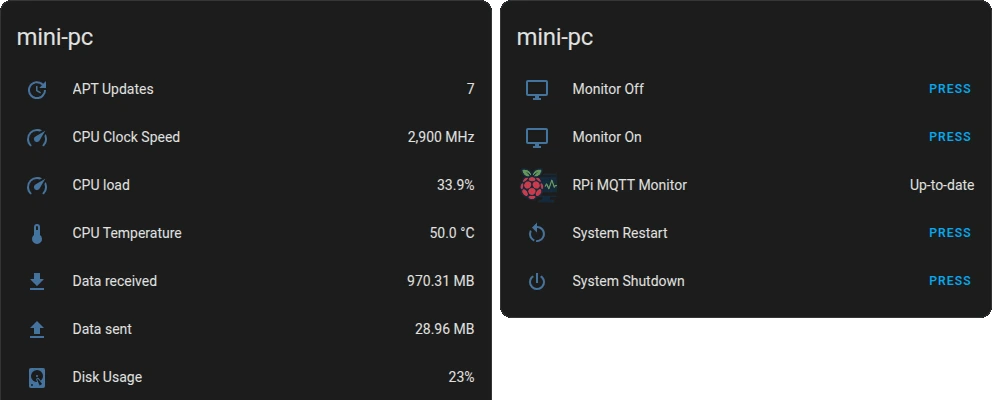 mini-pc
APT Updates 7
CPU Clock Speed 2,900 MHz
CPU load 33.9%
CPU Temperature 50.0 °C
Data received 970.31 MB
Data sent 28.96 MB
Disk Usage 23%
mini-pc
Monitor Off PRESS
Monitor On PRESS
RPi MQTT Monitor Up-to-date
System Restart PRESS
System Shutdown PRESS